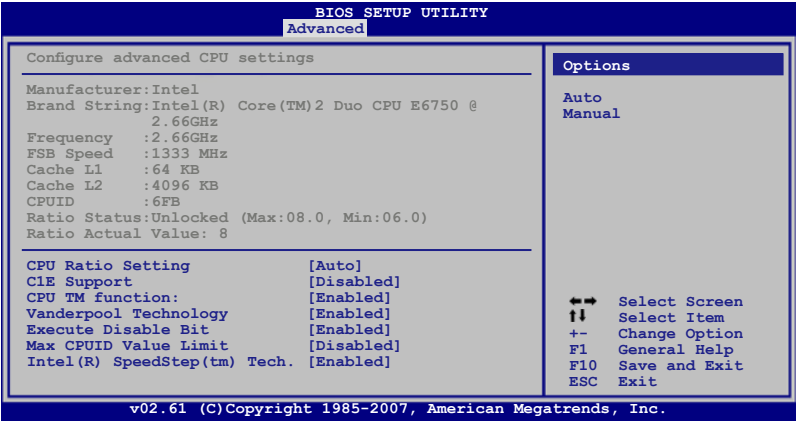 BIOS SETUP UTILITY
Advanced
Configure advanced CPU settings
Manufacturer:Intel
Brand String:Intel(R) Core(TM)2 Duo CPU E6750 @
2.66GHz
Frequency :2.66GHz
FSB Speed :1333 MHz
Cache L1 :64 KB
Cache L2 :4096 KB
CPUID :6FB
Ratio Status:Unlocked (Max:08.0, Min:06.0)
Ratio Actual Value: 8
CPU Ratio Setting [Auto]
C1E Support [Disabled]
CPU TM function: [Enabled]
Vanderpool Technology [Enabled]
Execute Disable Bit [Enabled]
Max CPUID Value Limit [Disabled]
Intel(R) SpeedStep(tm) Tech. [Enabled]
Options
Auto
Manual
←→ Select Screen
↑↓ Select Item
+- Change Option
F1 General Help
F10 Save and Exit
ESC Exit
v02.61 (C)Copyright 1985-2007, American Megatrends, Inc.